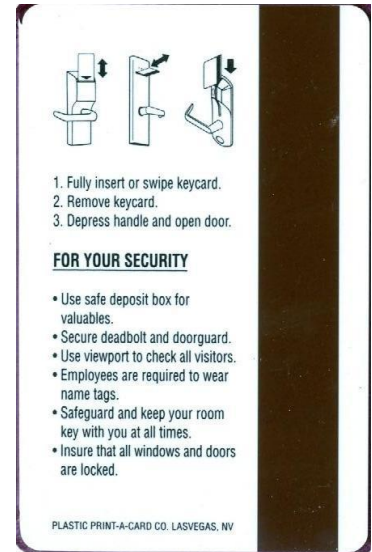 1. Fully insert or swipe keycard.
2. Remove keycard.
3. Depress handle and open door.
FOR YOUR SECURITY
• Use safe deposit box for
valuables.
• Secure deadbolt and doorguard.
• Use viewport to check all visitors.
• Employees are required to wear
name tags.
• Safeguard and keep your room
key with you at all times.
• Insure that all windows and doors
are locked.
PLASTIC PRINT-A-CARD CO. LASVEGAS, NV